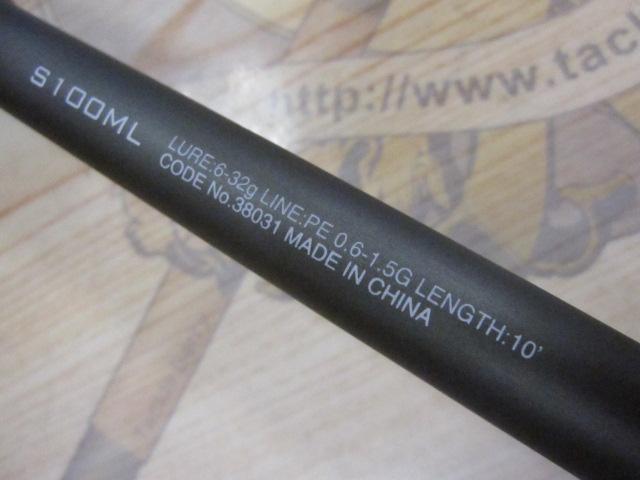 S100ML
LURE:6-32g LINE:PE 0.6-1.5G LENGTH:10'
CODE No.38031 MADE IN CHINA
http://www.tac